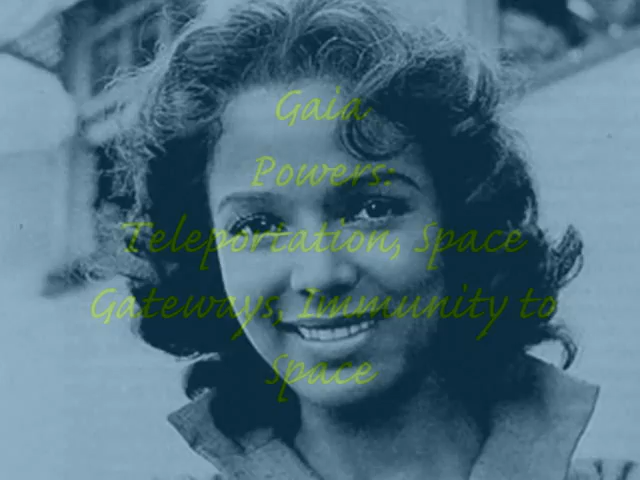 Gaia
Powers:
Teleportation, Space
Gateways, Immunity to
Space